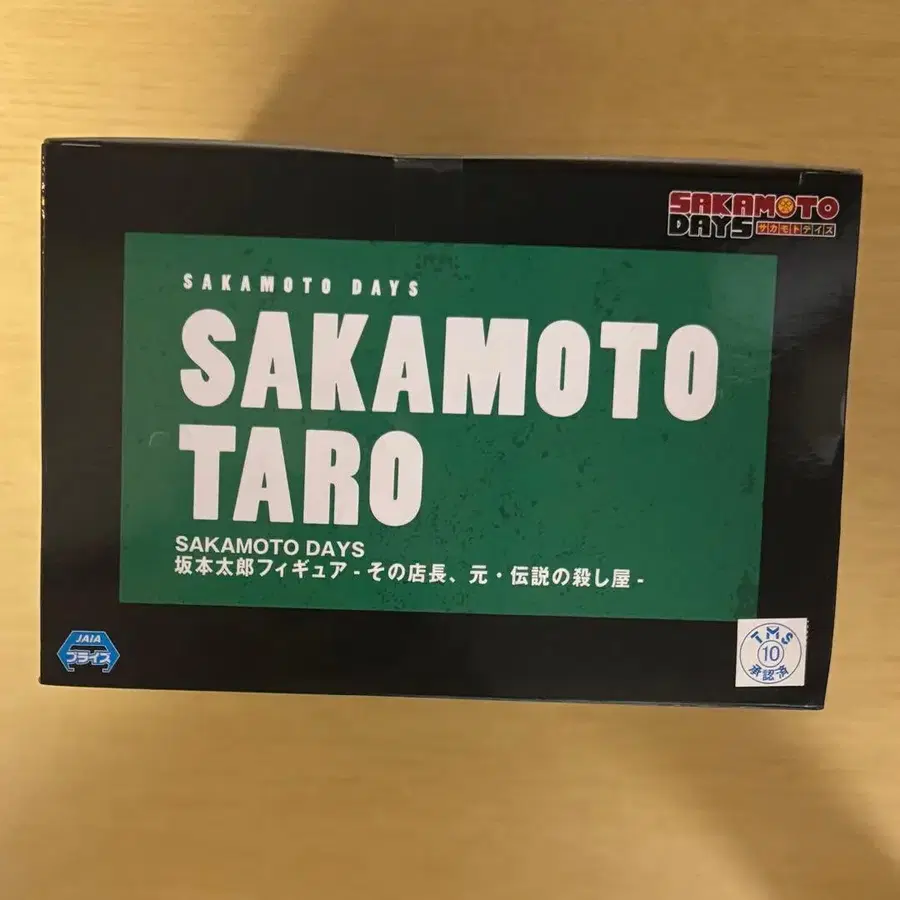 SAKAMOTO
DAYS サカモトデイズ
SAKAMOTO DAYS
SAKAMOTO
TARO
SAKAMOTO DAYS
坂本太郎フィギュア - その店長、元・伝説の殺し屋 -
JAIA
プライズ
TMS
10
承認済